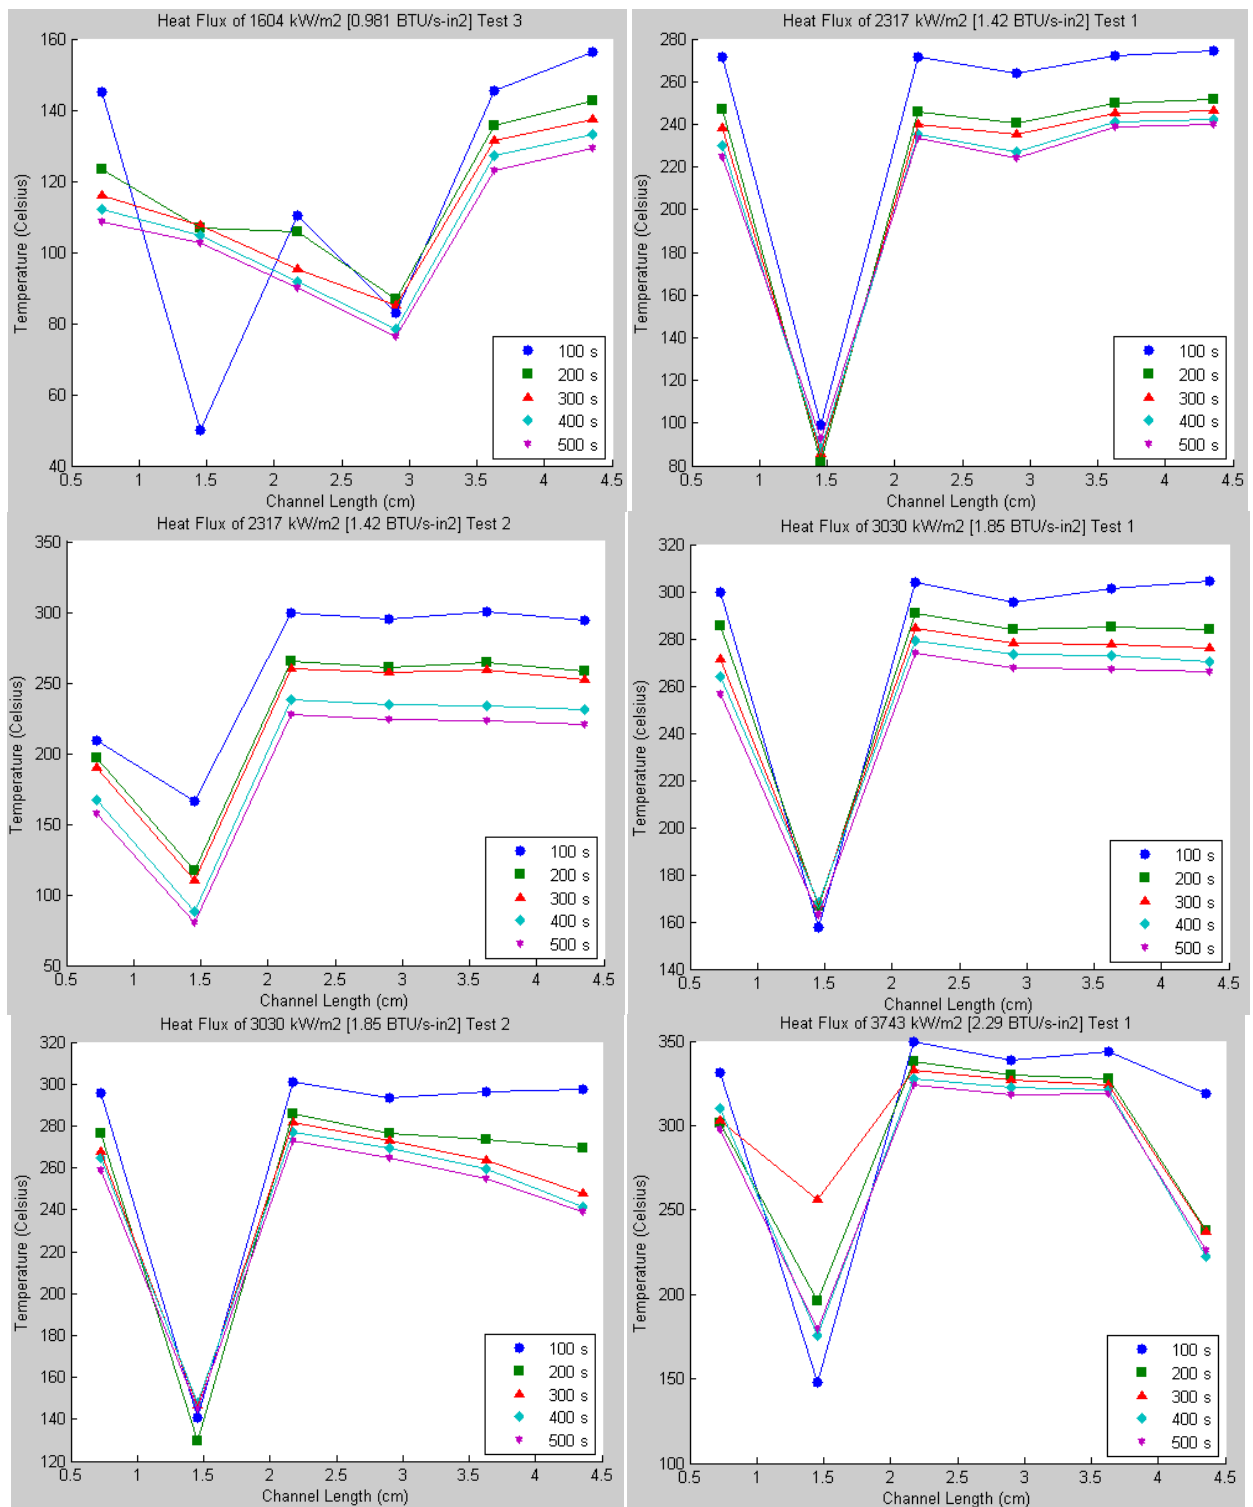 Heat Flux of 1604 kW/m2 [0.981 BTU/s-in2] Test 3
160
140
120
100
80
60
40
Temperature (Celsius)
100 s
200 s
300 s
400 s
500 s
0.5 1 1.5 2 2.5 3 3.5 4 4.5
Channel Length (cm)
Heat Flux of 2317 kW/m2 [1.42 BTU/s-in2] Test 1
280
260
240
220
200
180
160
140
120
100
80
Temperature (Celsius)
100 s
200 s
300 s
400 s
500 s
0.5 1 1.5 2 2.5 3 3.5 4 4.5
Channel Length (cm)
Heat Flux of 2317 kW/m2 [1.42 BTU/s-in2] Test 2
350
300
250
200
150
100
50
Temperature (Celsius)
100 s
200 s
300 s
400 s
500 s
0.5 1 1.5 2 2.5 3 3.5 4 4.5
Channel Length (cm)
Heat Flux of 3030 kW/m2 [1.85 BTU/s-in2] Test 1
320
300
280
260
240
220
200
180
160
140
Temperature (celsius)
100 s
200 s
300 s
400 s
500 s
0.5 1 1.5 2 2.5 3 3.5 4 4.5
Channel Length (cm)
Heat Flux of 3030 kW/m2 [1.85 BTU/s-in2] Test 2
320
300
280
260
240
220
200
180
160
140
120
Temperature (Celsius)
100 s
200 s
300 s
400 s
500 s
0.5 1 1.5 2 2.5 3 3.5 4 4.5
Channel Length (cm)
Heat Flux of 3743 kW/m2 [2.29 BTU/s-in2] Test 1
350
300
250
200
150
100
Temperature (Celsius)
100 s
200 s
300 s
400 s
500 s
0.5 1 1.5 2 2.5 3 3.5 4 4.5
Channel Length (cm)